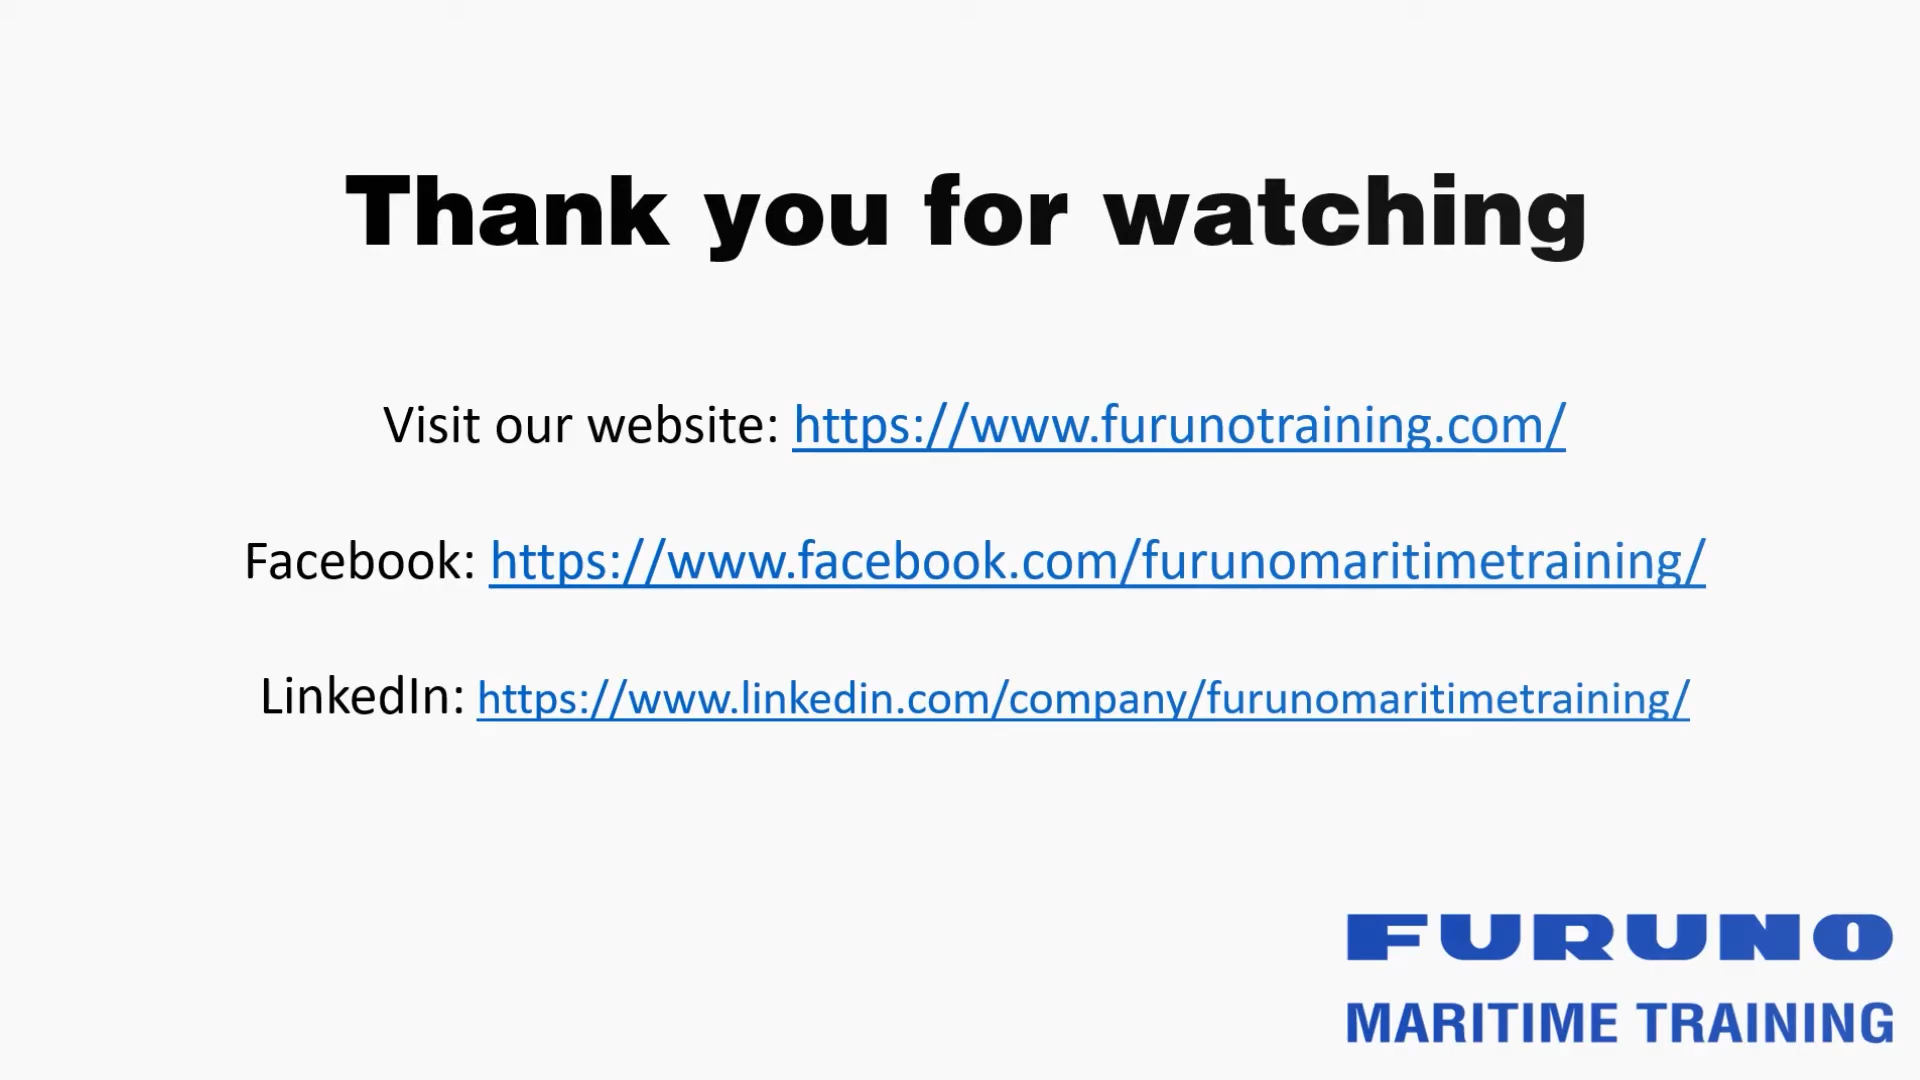 Thank you for watching
Visit our website: https://www.furunotraining.com/
Facebook: https://www.facebook.com/furunomaritimetraining/
LinkedIn: https://www.linkedin.com/company/furunomaritimetraining/
FURUNO
MARITIME TRAINING